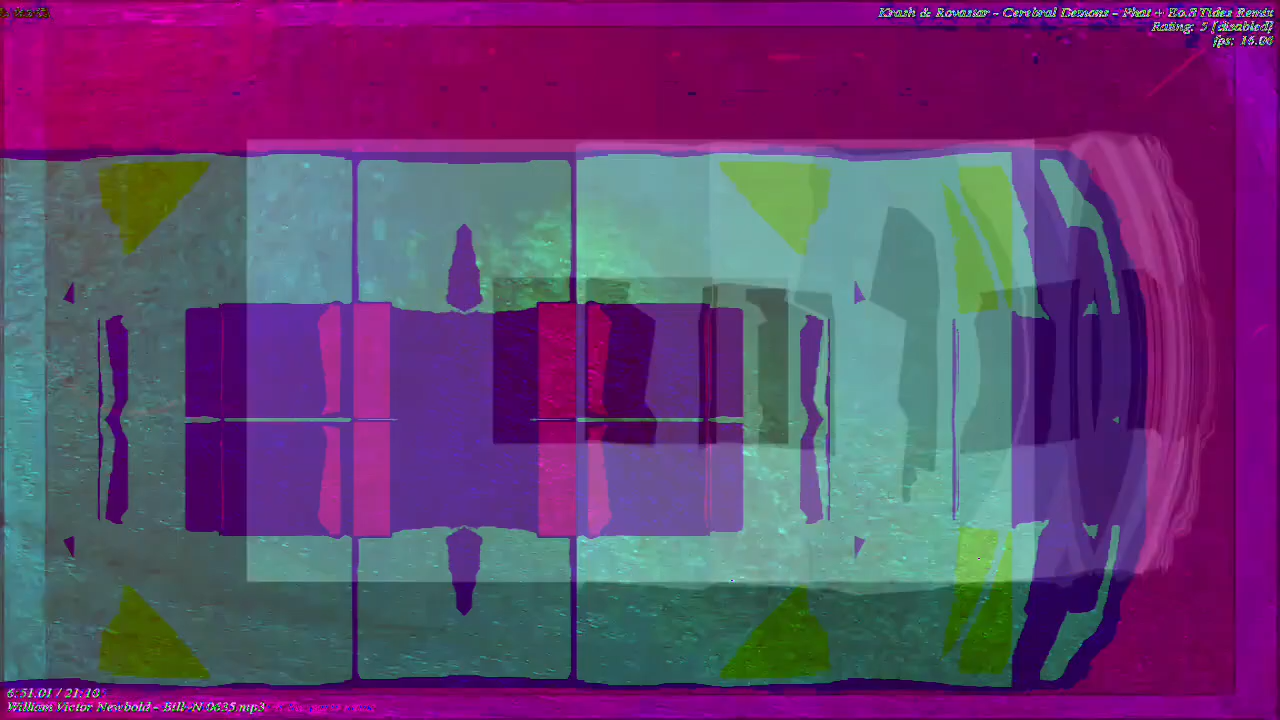 Krash & Rovastar - Cerebral Demons - Phat + Eo.S Tides Remix
Rating: 5 [disabled]
fps: 16.00
6:51.01 / 21:10
William Victor Newbold - Bill-N 0635.mp3